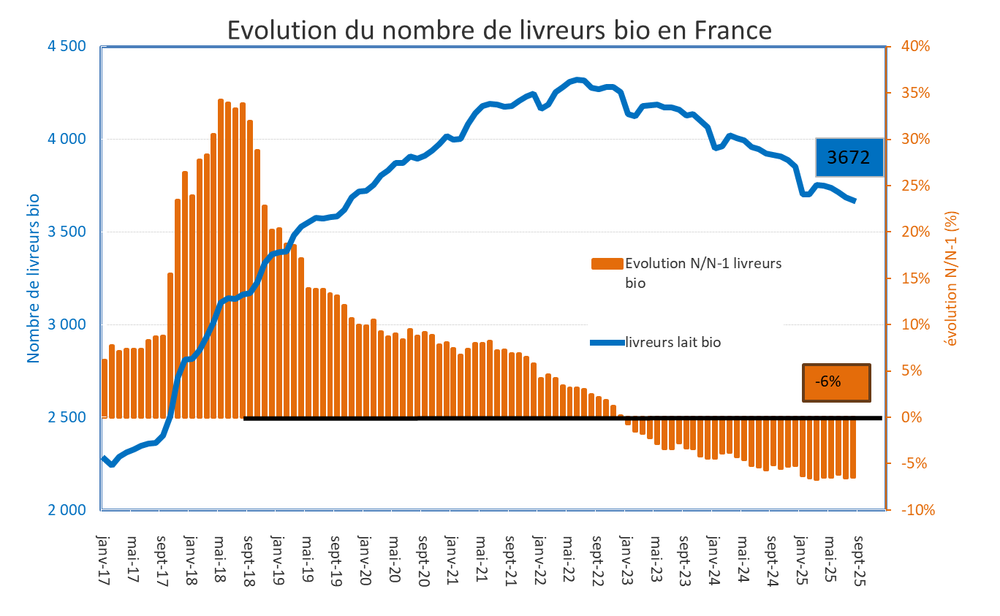 Evolution du nombre de livreurs bio en France
4 500
4 000
3 500
3 000
2 500
2 000
Nombre de livreurs bio
40%
35%
30%
25%
20%
15%
10%
5%
0%
-5%
-10%
évolution N/N-1 (%)
3672
Evolution N/N-1 livreurs
bio
livreurs lait bio
-6%
janv-17
mai-17
sept-17
janv-18
mai-18
sept-18
janv-19
mai-19
sept-19
janv-20
mai-20
sept-20
janv-21
mai-21
sept-21
janv-22
mai-22
sept-22
janv-23
mai-23
sept-23
janv-24
mai-24
sept-24
janv-25
mai-25
sept-25